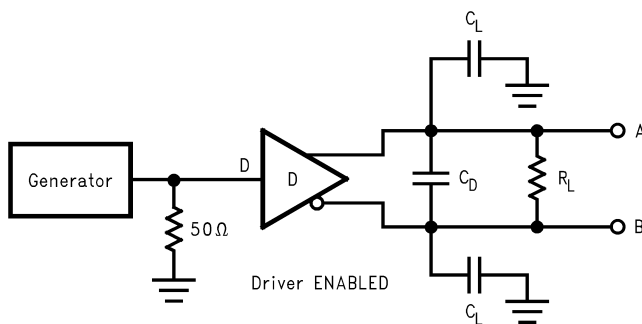 C_L
A
D
Generator
D
C_D
R_L
50Ω
B
Driver ENABLED
C_L